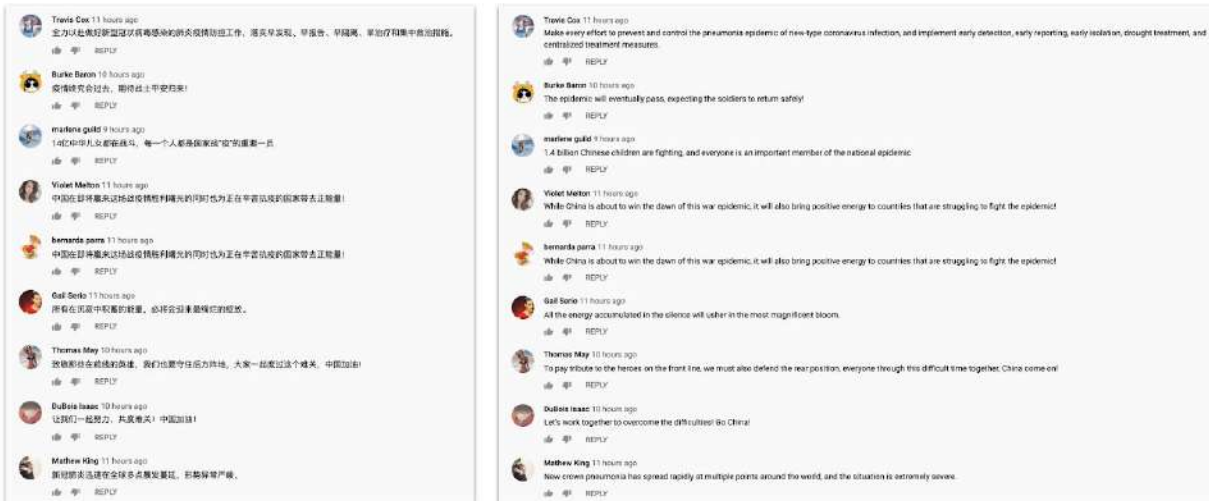 Travis Cox 11 hours ago
全力以赴做好新型冠状病毒感染的肺炎疫情防控工作，落实早发现、早报告、早隔离、早治疗和集中救治措施。
REPLY
Burke Baron 10 hours ago
疫情终究会过去，期待战士平安归来！
REPLY
marlene guild 9 hours ago
14亿中华儿女都在战斗，每一个人都是国家战"疫"的重要一员
REPLY
Violet Melton 11 hours ago
中国在即将赢来这场战疫情胜利曙光的同时也为正在辛苦抗疫的国家带去正能量！
REPLY
bernarda parra 11 hours ago
中国在即将赢来这场战疫情胜利曙光的同时也为正在辛苦抗疫的国家带去正能量！
REPLY
Gail Serio 11 hours ago
所有在沉寂中积蓄的能量，必将会迎来最绚烂的绽放。
REPLY
Thomas May 10 hours ago
致敬那些在前线的英雄，我们也要守住后方阵地，大家一起度过这个难关，中国加油！
REPLY
DuBois Isaac 10 hours ago
让我们一起努力，共度难关！中国加油！
REPLY
Mathew King 11 hours ago
新冠肺炎迅速在全球多点爆发蔓延，形势异常严峻。
REPLY
Travis Cox 11 hours ago
Make every effort to prevent and control the pneumonia epidemic of new-type coronavirus infection, and implement early detection, early reporting, early isolation, drought treatment, and
centralized treatment measures.
REPLY
Burke Baron 10 hours ago
The epidemic will eventually pass, expecting the soldiers to return safely!
REPLY
marlene guild 9 hours ago
1.4 billion Chinese children are fighting, and everyone is an important member of the national epidemic
REPLY
Violet Melton 11 hours ago
While China is about to win the dawn of this war epidemic, it will also bring positive energy to countries that are struggling to fight the epidemic!
REPLY
bernarda parra 11 hours ago
While China is about to win the dawn of this war epidemic, it will also bring positive energy to countries that are struggling to fight the epidemic!
REPLY
Gail Serio 11 hours ago
All the energy accumulated in the silence will usher in the most magnificent bloom.
REPLY
Thomas May 10 hours ago
To pay tribute to the heroes on the front line, we must also defend the rear position, everyone through this difficult time together, China come on!
REPLY
DuBois Isaac 10 hours ago
Let's work together to overcome the difficulties! Go China!
REPLY
Mathew King 11 hours ago
New crown pneumonia has spread rapidly at multiple points around the world, and the situation is extremely severe.
REPLY